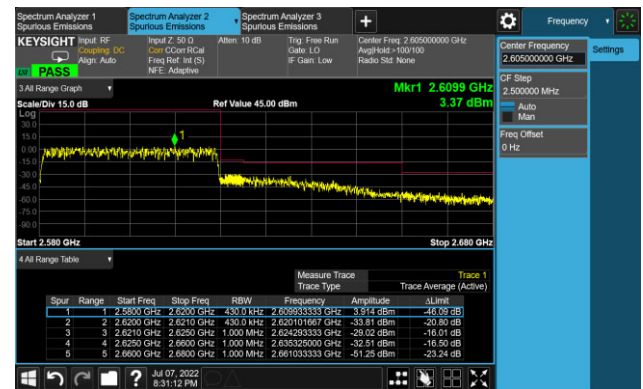 Spectrum Analyzer 1
Spurious Emissions
Spectrum Analyzer 2
Spurious Emissions
Spectrum Analyzer 3
Spurious Emissions
+
Frequency
KEYSIGHT
Input: RF
Coupling: DC
Align: Auto
Input Z: 50 Ω
Corr CCorr RCal
Freq Ref: Int (S)
NFE: Adaptive
Atten: 10 dB
Trig: Free Run
Gate: LO
IF Gain: Low
Center Freq: 2.605000000 GHz
Avg|Hold:>100/100
Radio Std: None
PASS
Center Frequency
2.605000000 GHz
Settings
CF Step
2.500000 MHz
Auto
Man
Freq Offset
0 Hz
3 All Range Graph
Mkr1 2.6099 GHz
3.37 dBm
Scale/Div 15.0 dB
Ref Value 45.00 dBm
Log
30.0
15.0
0.00
-15.0
-30.0
-45.0
-60.0
-75.0
-90.0
1
Start 2.580 GHz
Stop 2.680 GHz
4 All Range Table
Measure Trace Trace 1
Trace Type Trace Average (Active)
Spur Range Start Freq Stop Freq RBW Frequency Amplitude ΔLimit
1 1 2.5800 GHz 2.6200 GHz 430.0 kHz 2.609933333 GHz 3.914 dBm -46.09 dB
2 2 2.6200 GHz 2.6210 GHz 430.0 kHz 2.620101667 GHz -33.81 dBm -20.80 dB
3 3 2.6210 GHz 2.6250 GHz 1.000 MHz 2.624293333 GHz -29.02 dBm -16.01 dB
4 4 2.6250 GHz 2.6600 GHz 1.000 MHz 2.635325000 GHz -32.51 dBm -16.50 dB
5 5 2.6600 GHz 2.6800 GHz 1.000 MHz 2.661033333 GHz -51.25 dBm -23.24 dB
?
Jul 07, 2022
8:31:12 PM